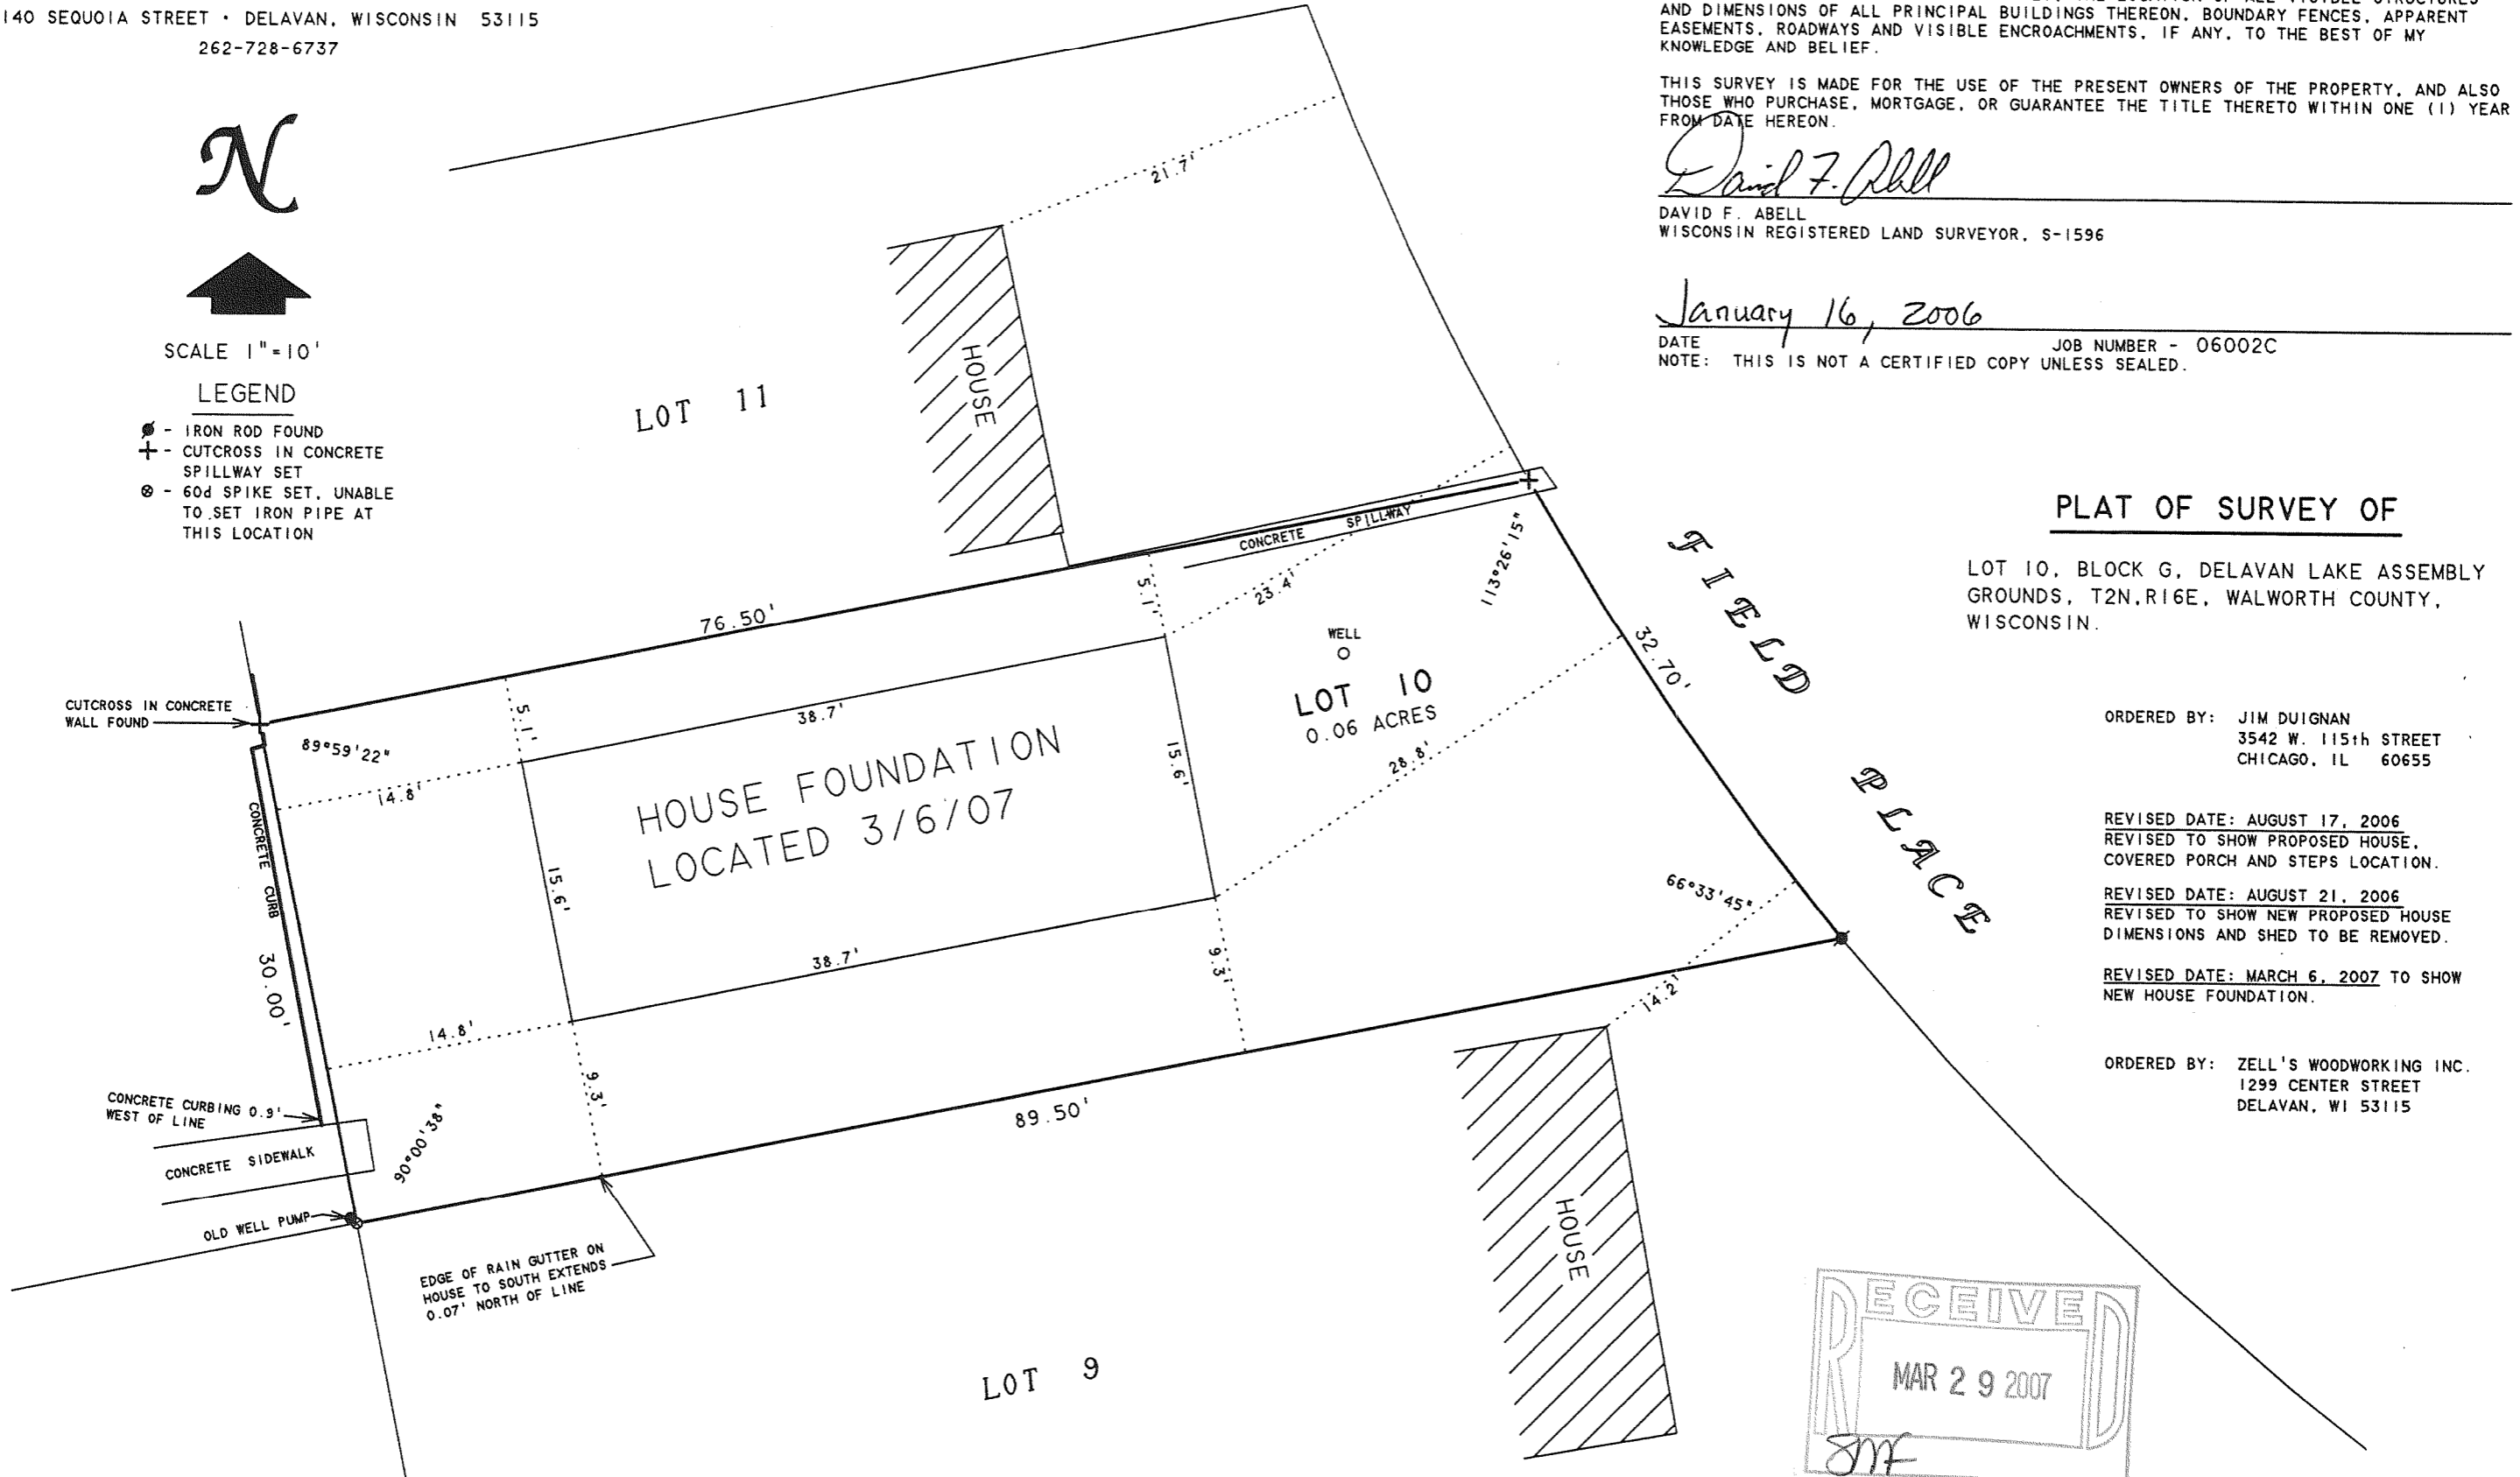 140 SEQUOIA STREET • DELAVAN, WISCONSIN 53115
262-728-6737
N
SCALE 1"=10'
LEGEND
- IRON ROD FOUND
- CUTCROSS IN CONCRETE
SPILLWAY SET
- 60d SPIKE SET, UNABLE
TO SET IRON PIPE AT
THIS LOCATION
AND DIMENSIONS OF ALL PRINCIPAL BUILDINGS THEREON, BOUNDARY FENCES, APPARENT
EASEMENTS, ROADWAYS AND VISIBLE ENCROACHMENTS, IF ANY, TO THE BEST OF MY
KNOWLEDGE AND BELIEF.
THIS SURVEY IS MADE FOR THE USE OF THE PRESENT OWNERS OF THE PROPERTY, AND ALSO
THOSE WHO PURCHASE, MORTGAGE, OR GUARANTEE THE TITLE THERETO WITHIN ONE (1) YEAR
FROM DATE HEREON.
David F. Abell
DAVID F. ABELL
WISCONSIN REGISTERED LAND SURVEYOR, S-1596
January 16, 2006
DATE JOB NUMBER - 06002C
NOTE: THIS IS NOT A CERTIFIED COPY UNLESS SEALED.
PLAT OF SURVEY OF
LOT 10, BLOCK G, DELAVAN LAKE ASSEMBLY
GROUNDS, T2N,R16E, WALWORTH COUNTY,
WISCONSIN.
ORDERED BY: JIM DUIGNAN
3542 W. 115th STREET
CHICAGO, IL 60655
REVISED DATE: AUGUST 17, 2006
REVISED TO SHOW PROPOSED HOUSE,
COVERED PORCH AND STEPS LOCATION.
REVISED DATE: AUGUST 21, 2006
REVISED TO SHOW NEW PROPOSED HOUSE
DIMENSIONS AND SHED TO BE REMOVED.
REVISED DATE: MARCH 6, 2007 TO SHOW
NEW HOUSE FOUNDATION.
ORDERED BY: ZELL'S WOODWORKING INC.
1299 CENTER STREET
DELAVAN, WI 53115
21.7'
HOUSE
LOT 11
CONCRETE SPILLWAY
113°26'15"
FIELD PLACE
32.70'
76.50'
5.1'
23.4'
WELL
LOT 10
0.06 ACRES
CUTCROSS IN CONCRETE
WALL FOUND
89°59'22"
5.1'
38.7'
14.8'
15.6'
28.8'
HOUSE FOUNDATION
LOCATED 3/6/07
CONCRETE CURB
30.00'
15.6'
38.7'
66°33'45"
9.3'
14.2'
14.8'
9.3'
CONCRETE CURBING 0.9'
WEST OF LINE
CONCRETE SIDEWALK
90°00'38"
89.50'
OLD WELL PUMP
EDGE OF RAIN GUTTER ON
HOUSE TO SOUTH EXTENDS
0.07' NORTH OF LINE
HOUSE
LOT 9
RECEIVED
MAR 29 2007